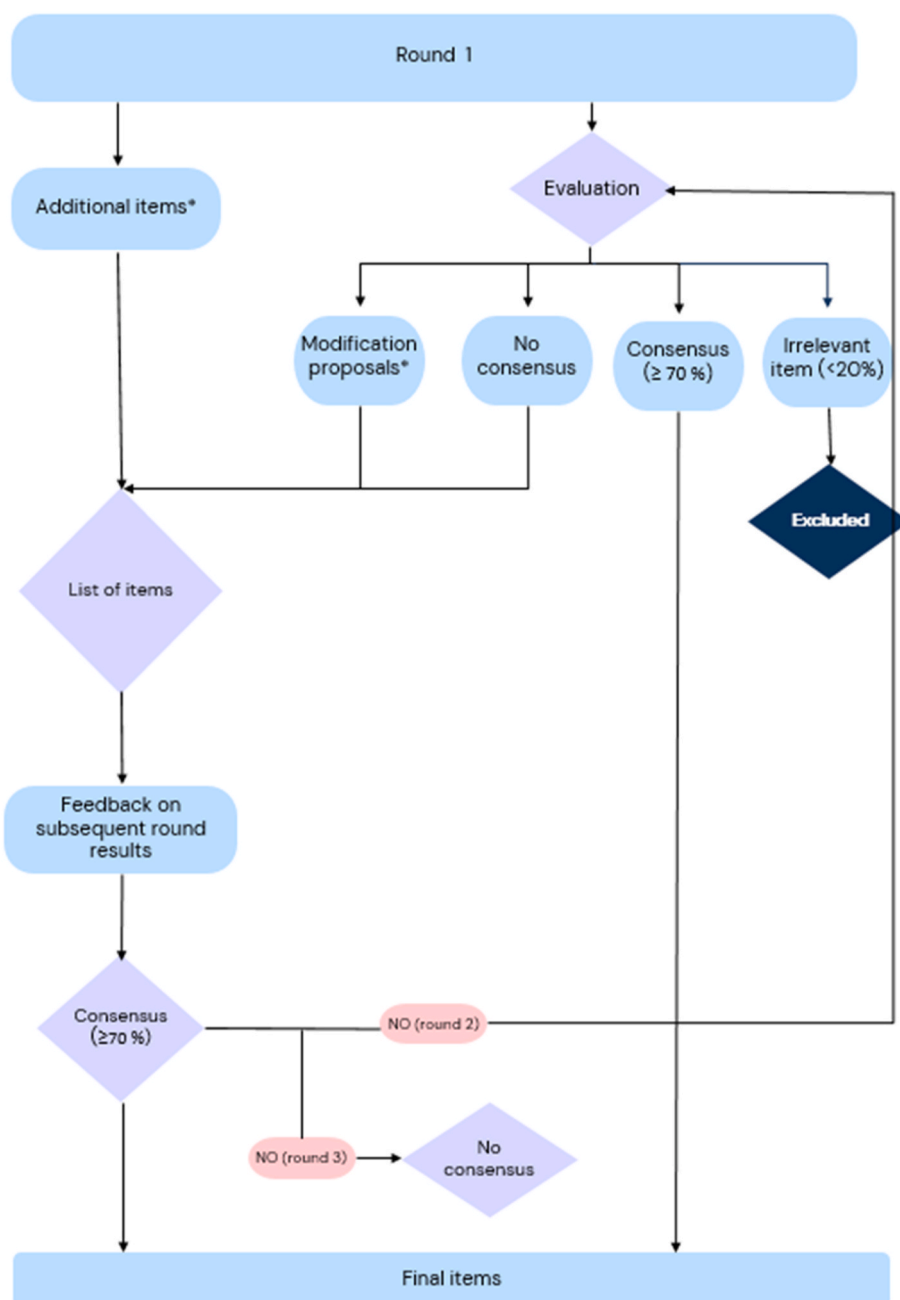 Round 1
Evaluation
Additional items*
Modification
proposals*
No
consensus
Consensus
(≥ 70 %)
Irrelevant
item (<20%)
Excluded
List of items
Feedback on
subsequent round
results
Consensus
(≥70 %)
NO (round 2)
NO (round 3)
No
consensus
Final items